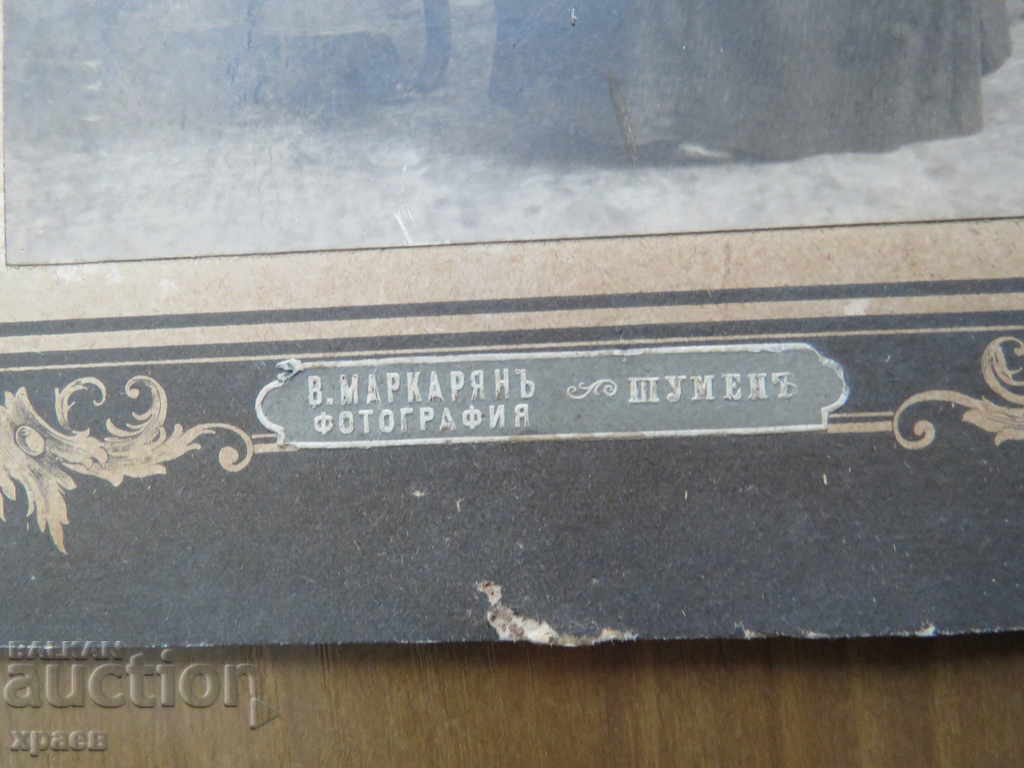 В. МАРКАРЯНЪ
ФОТОГРАФИЯ
ШУМЕНЪ
BALKAN
auction
храев